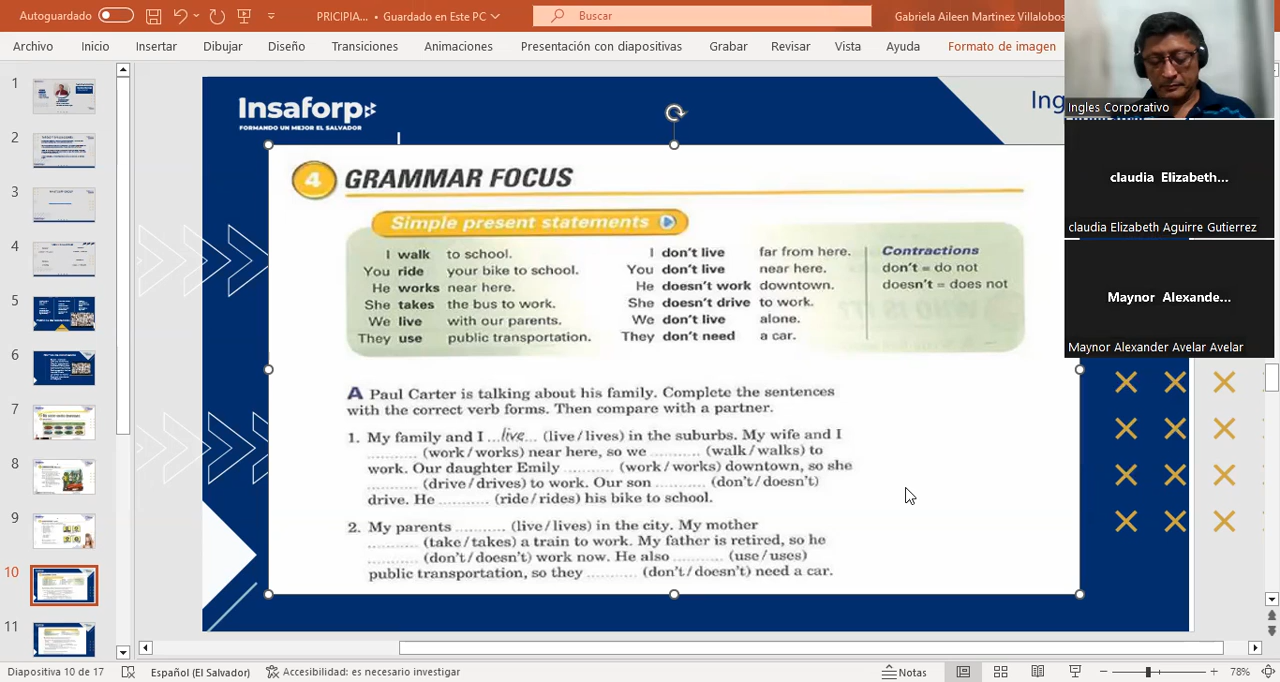 Autoguardado
PRICIPIA... • Guardado en Este PC
Buscar
Gabriela Aileen Martinez Villalobos
Archivo Inicio Insertar Dibujar Diseño Transiciones Animaciones Presentación con diapositivas Grabar Revisar Vista Ayuda Formato de imagen
Ingles Corporativo
claudia Elizabeth...
claudia Elizabeth Aguirre Gutierrez
Maynor Alexande...
Maynor Alexander Avelar Avelar
1
2
3
4
5
6
7
8
9
10
11
Insaforp
FORMANDO UN MEJOR EL SALVADOR
Ing
4 GRAMMAR FOCUS
Simple present statements
I walk to school. I don't live far from here. Contractions
You ride your bike to school. You don't live near here. don't = do not
He works near here. He doesn't work downtown. doesn't = does not
She takes the bus to work. She doesn't drive to work.
We live with our parents. We don't live alone.
They use public transportation. They don't need a car.
A Paul Carter is talking about his family. Complete the sentences
with the correct verb forms. Then compare with a partner.
1. My family and I ...live... (live/lives) in the suburbs. My wife and I
.......... (work/works) near here, so we .......... (walk/walks) to
work. Our daughter Emily .......... (work/works) downtown, so she
.......... (drive/drives) to work. Our son .......... (don't/doesn't)
drive. He .......... (ride/rides) his bike to school.
2. My parents .......... (live/lives) in the city. My mother
.......... (take/takes) a train to work. My father is retired, so he
.......... (don't/doesn't) work now. He also .......... (use/uses)
public transportation, so they .......... (don't/doesn't) need a car.
Diapositiva 10 de 17 Español (El Salvador) Accesibilidad: es necesario investigar Notas 78%